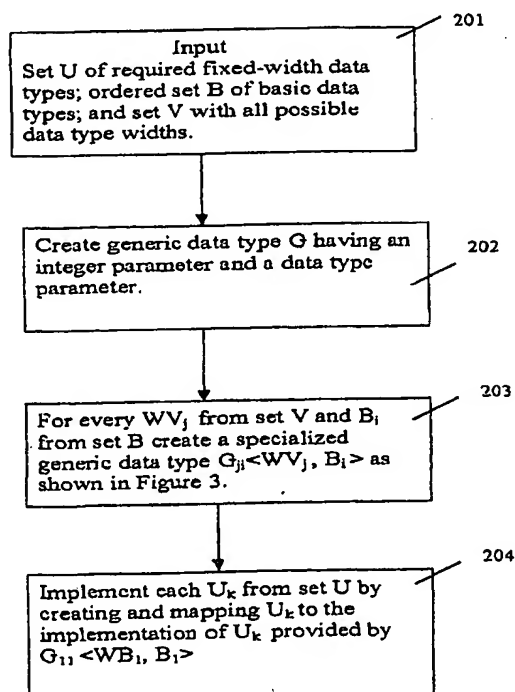 201
Input
Set U of required fixed-width data
types; ordered set B of basic data
types; and set V with all possible
data type widths.
202
Create generic data type G having an
integer parameter and a data type
parameter.
203
For every WVj from set V and Bi
from set B create a specialized
generic data type Gji<WVj, Bi> as
shown in Figure 3.
204
Implement each Uk from set U by
creating and mapping Uk to the
implementation of Uk provided by
G11 <WB1, B1>